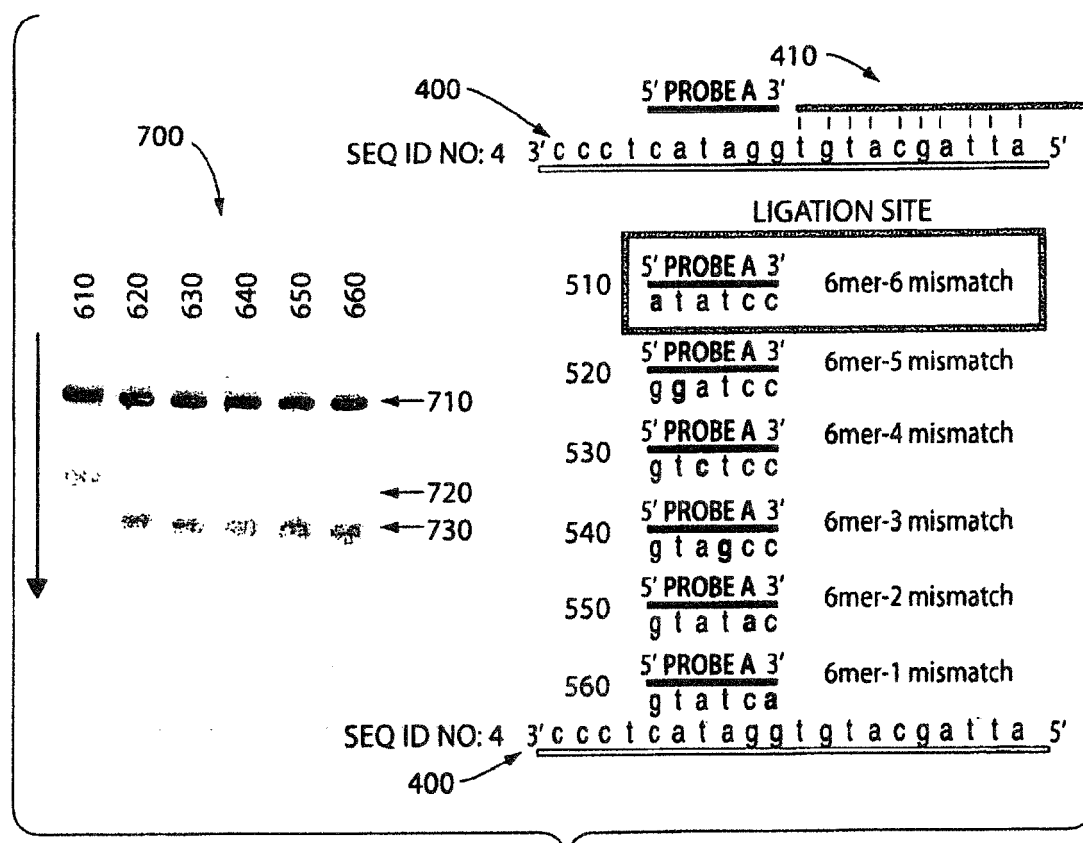 410
400
5' PROBE A 3'
700
SEQ ID NO: 4 3' c c c t c a t a g g t g t a c g a t t a 5'
LIGATION SITE
610 620 630 640 650 660
510 5' PROBE A 3' 6mer-6 mismatch
a t a t c c
520 5' PROBE A 3' 6mer-5 mismatch
g g a t c c
710
530 5' PROBE A 3' 6mer-4 mismatch
g t c t c c
720
540 5' PROBE A 3' 6mer-3 mismatch
730
g t a g c c
550 5' PROBE A 3' 6mer-2 mismatch
g t a t a c
560 5' PROBE A 3' 6mer-1 mismatch
g t a t c a
SEQ ID NO: 4 3' c c c t c a t a g g t g t a c g a t t a 5'
400